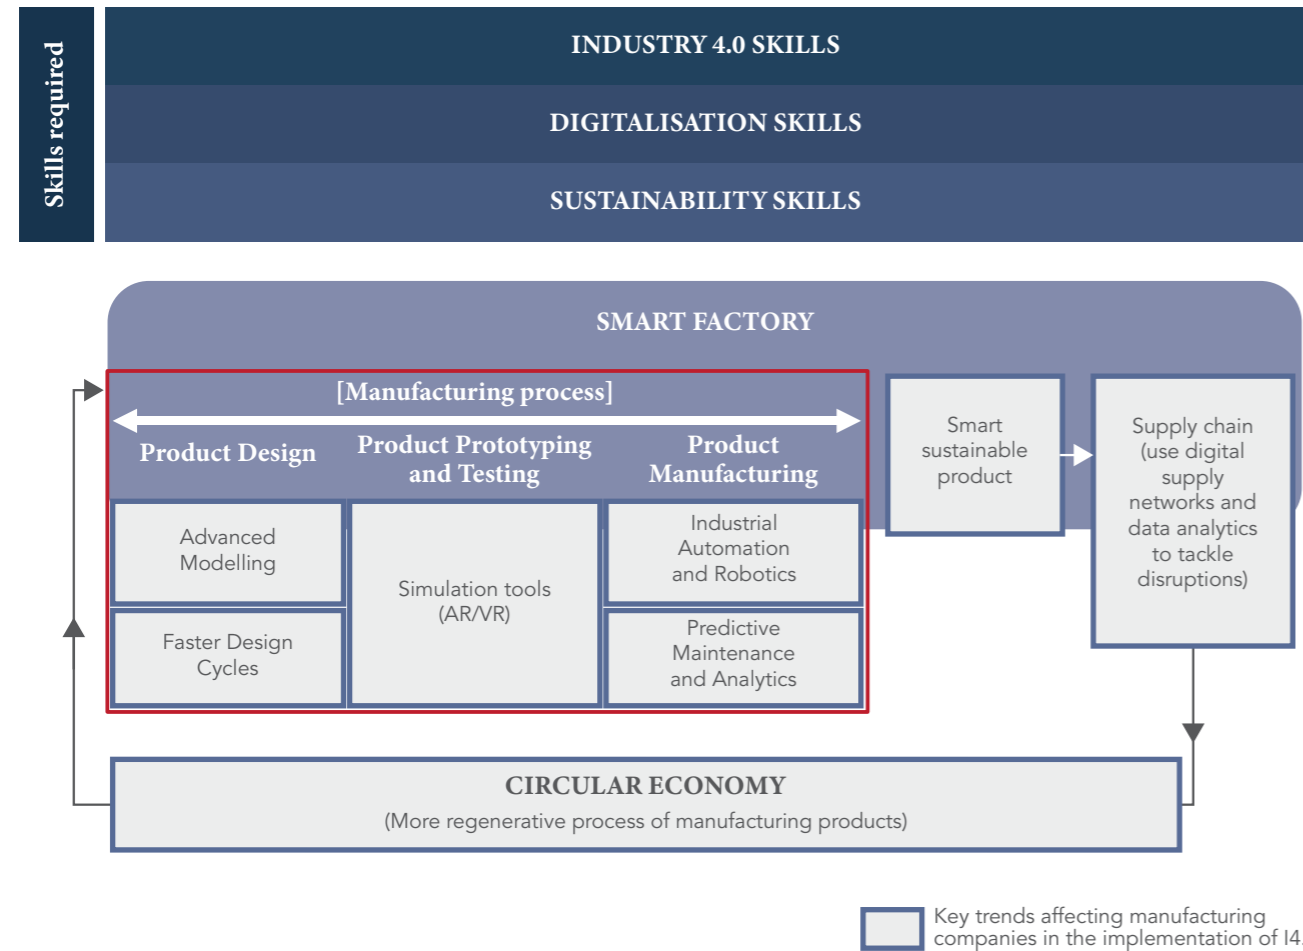 Skills required
INDUSTRY 4.0 SKILLS
DIGITALISATION SKILLS
SUSTAINABILITY SKILLS
SMART FACTORY
[Manufacturing process]
Product Design
Product Prototyping
and Testing
Product
Manufacturing
Advanced
Modelling
Faster Design
Cycles
Simulation tools
(AR/VR)
Industrial
Automation
and Robotics
Predictive
Maintenance
and Analytics
Smart
sustainable
product
Supply chain
(use digital
supply
networks and
data analytics
to tackle
disruptions)
CIRCULAR ECONOMY
(More regenerative process of manufacturing products)
Key trends affecting manufacturing
companies in the implementation of I4